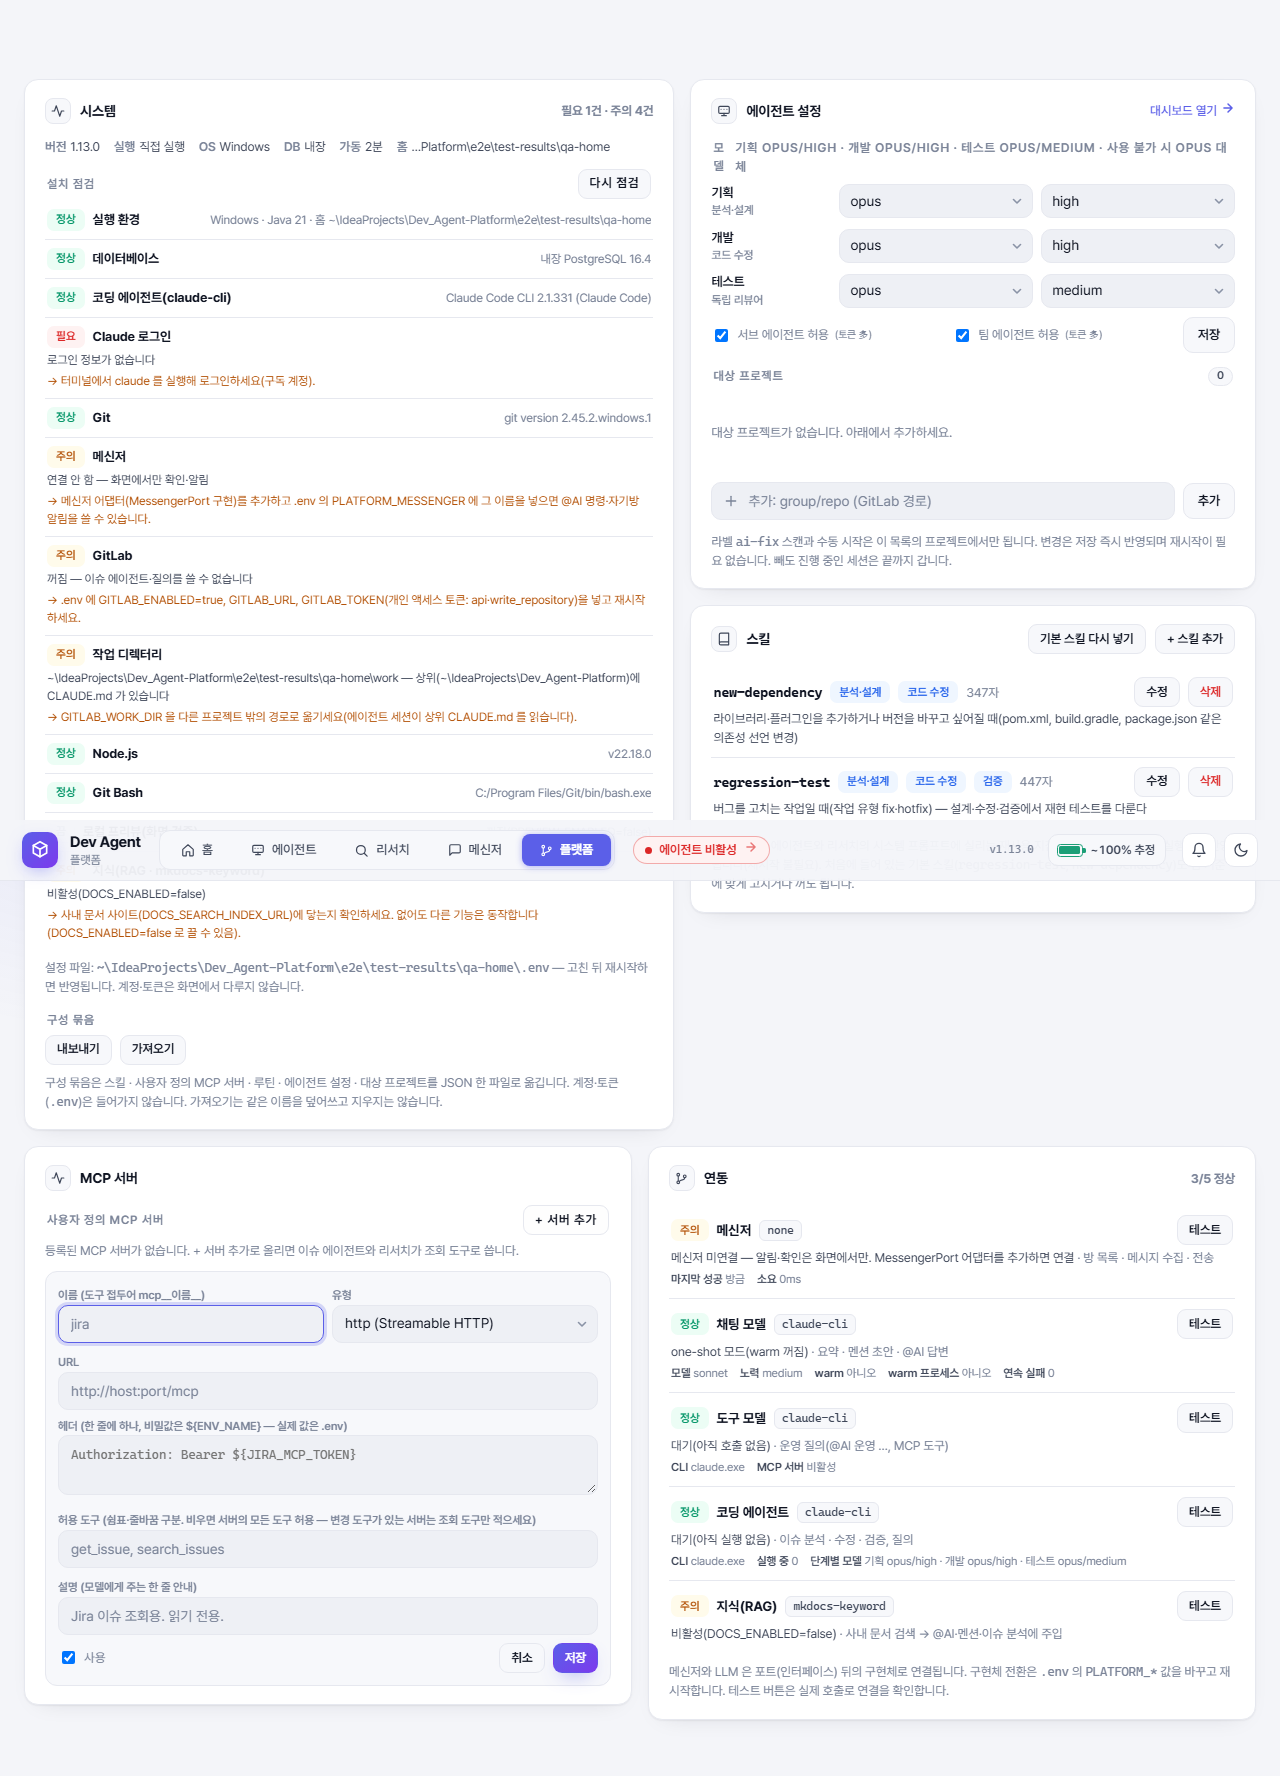 시스템
필요 1건 · 주의 4건
버전 1.13.0 실행 직접 실행 OS Windows DB 내장 가동 2분 홈 ...Platform\e2e\test-results\qa-home
설치 점검
다시 점검
정상 실행 환경 Windows · Java 21 · 홈 ~\IdeaProjects\Dev_Agent-Platform\e2e\test-results\qa-home
정상 데이터베이스 내장 PostgreSQL 16.4
정상 코딩 에이전트(claude-cli) Claude Code CLI 2.1.331 (Claude Code)
필요 Claude 로그인
로그인 정보가 없습니다
→ 터미널에서 claude 를 실행해 로그인하세요(구독 계정).
정상 Git git version 2.45.2.windows.1
주의 메신저
연결 안 함 — 화면에서만 확인·알림
→ 메신저 어댑터(MessengerPort 구현)를 추가하고 .env 의 PLATFORM_MESSENGER 에 그 이름을 넣으면 @AI 명령·자기방
알림을 쓸 수 있습니다.
주의 GitLab
꺼짐 — 이슈 에이전트·질의를 쓸 수 없습니다
→ .env 에 GITLAB_ENABLED=true, GITLAB_URL, GITLAB_TOKEN(개인 액세스 토큰: api·write_repository)을 넣고 재시작
하세요.
주의 작업 디렉터리
~\IdeaProjects\Dev_Agent-Platform\e2e\test-results\qa-home\work — 상위(~\IdeaProjects\Dev_Agent-Platform)에
CLAUDE.md 가 있습니다
→ GITLAB_WORK_DIR 을 다른 프로젝트 밖의 경로로 옮기세요(에이전트 세션이 상위 CLAUDE.md 를 읽습니다).
정상 Node.js v22.18.0
정상 Git Bash C:/Program Files/Git/bin/bash.exe
에이전트 설정
대시보드 열기 →
모델 기획 OPUS/HIGH · 개발 OPUS/HIGH · 테스트 OPUS/MEDIUM · 사용 불가 시 OPUS 대체
기획
분석·설계
opus high
개발
코드 수정
opus high
테스트
독립 리뷰어
opus medium
서브 에이전트 허용 (토큰 多) 팀 에이전트 허용 (토큰 多) 저장
대상 프로젝트 0
대상 프로젝트가 없습니다. 아래에서 추가하세요.
추가: group/repo (GitLab 경로) 추가
라벨 ai-fix 스캔과 수동 시작은 이 목록의 프로젝트에서만 됩니다. 변경은 저장 즉시 반영되며 재시작이 필
요 없습니다. 빼도 진행 중인 세션은 끝까지 갑니다.
스킬
기본 스킬 다시 넣기 + 스킬 추가
new-dependency 분석·설계 코드 수정 347자 수정 삭제
라이브러리·플러그인을 추가하거나 버전을 바꾸고 싶어질 때(pom.xml, build.gradle, package.json 같은
의존성 선언 변경)
regression-test 분석·설계 코드 수정 검증 447자 수정 삭제
버그를 고치는 작업일 때(작업 유형 fix·hotfix) — 설계·수정·검증에서 재현 테스트를 다룬다
Dev Agent
플랫폼
홈 에이전트 리서치 메신저 플랫폼
에이전트 비활성 →
v1.13.0
~100% 추정
지식(RAG · mkdocs-keyword)
에 맞게 고치거나 꺼도 됩니다.
비활성(DOCS_ENABLED=false)
→ 사내 문서 사이트(DOCS_SEARCH_INDEX_URL)에 닿는지 확인하세요. 없어도 다른 기능은 동작합니다
(DOCS_ENABLED=false 로 끌 수 있음).
설정 파일: ~\IdeaProjects\Dev_Agent-Platform\e2e\test-results\qa-home\.env — 고친 뒤 재시작하
면 반영됩니다. 계정·토큰은 화면에서 다루지 않습니다.
구성 묶음
내보내기 가져오기
구성 묶음은 스킬 · 사용자 정의 MCP 서버 · 루틴 · 에이전트 설정 · 대상 프로젝트를 JSON 한 파일로 옮깁니다. 계정·토큰
(.env)은 들어가지 않습니다. 가져오기는 같은 이름을 덮어쓰고 지우지는 않습니다.
MCP 서버
사용자 정의 MCP 서버
+ 서버 추가
등록된 MCP 서버가 없습니다. + 서버 추가로 올리면 이슈 에이전트와 리서치가 조회 도구로 씁니다.
이름 (도구 접두어 mcp__이름__) 유형
jira http (Streamable HTTP)
URL
http://host:port/mcp
헤더 (한 줄에 하나, 비밀값은 ${ENV_NAME} — 실제 값은 .env)
Authorization: Bearer ${JIRA_MCP_TOKEN}
허용 도구 (쉼표·줄바꿈 구분. 비우면 서버의 모든 도구 허용 — 변경 도구가 있는 서버는 조회 도구만 적으세요)
get_issue, search_issues
설명 (모델에게 주는 한 줄 안내)
Jira 이슈 조회용. 읽기 전용.
사용 취소 저장
연동
3/5 정상
주의 메신저 none 테스트
메신저 미연결 — 알림·확인은 화면에서만. MessengerPort 어댑터를 추가하면 연결 · 방 목록 · 메시지 수집 · 전송
마지막 성공 방금 소요 0ms
정상 채팅 모델 claude-cli 테스트
one-shot 모드(warm 꺼짐) · 요약 · 멘션 초안 · @AI 답변
모델 sonnet 노력 medium warm 아니오 warm 프로세스 아니오 연속 실패 0
정상 도구 모델 claude-cli 테스트
대기(아직 호출 없음) · 운영 질의(@AI 운영 ..., MCP 도구)
CLI claude.exe MCP 서버 비활성
정상 코딩 에이전트 claude-cli 테스트
대기(아직 실행 없음) · 이슈 분석 · 수정 · 검증, 질의
CLI claude.exe 실행 중 0 단계별 모델 기획 opus/high · 개발 opus/high · 테스트 opus/medium
주의 지식(RAG) mkdocs-keyword 테스트
비활성(DOCS_ENABLED=false) · 사내 문서 검색 → @AI·멘션·이슈 분석에 주입
메신저와 LLM 은 포트(인터페이스) 뒤의 구현체로 연결됩니다. 구현체 전환은 .env 의 PLATFORM_* 값을 바꾸고 재
시작합니다. 테스트 버튼은 실제 호출로 연결을 확인합니다.